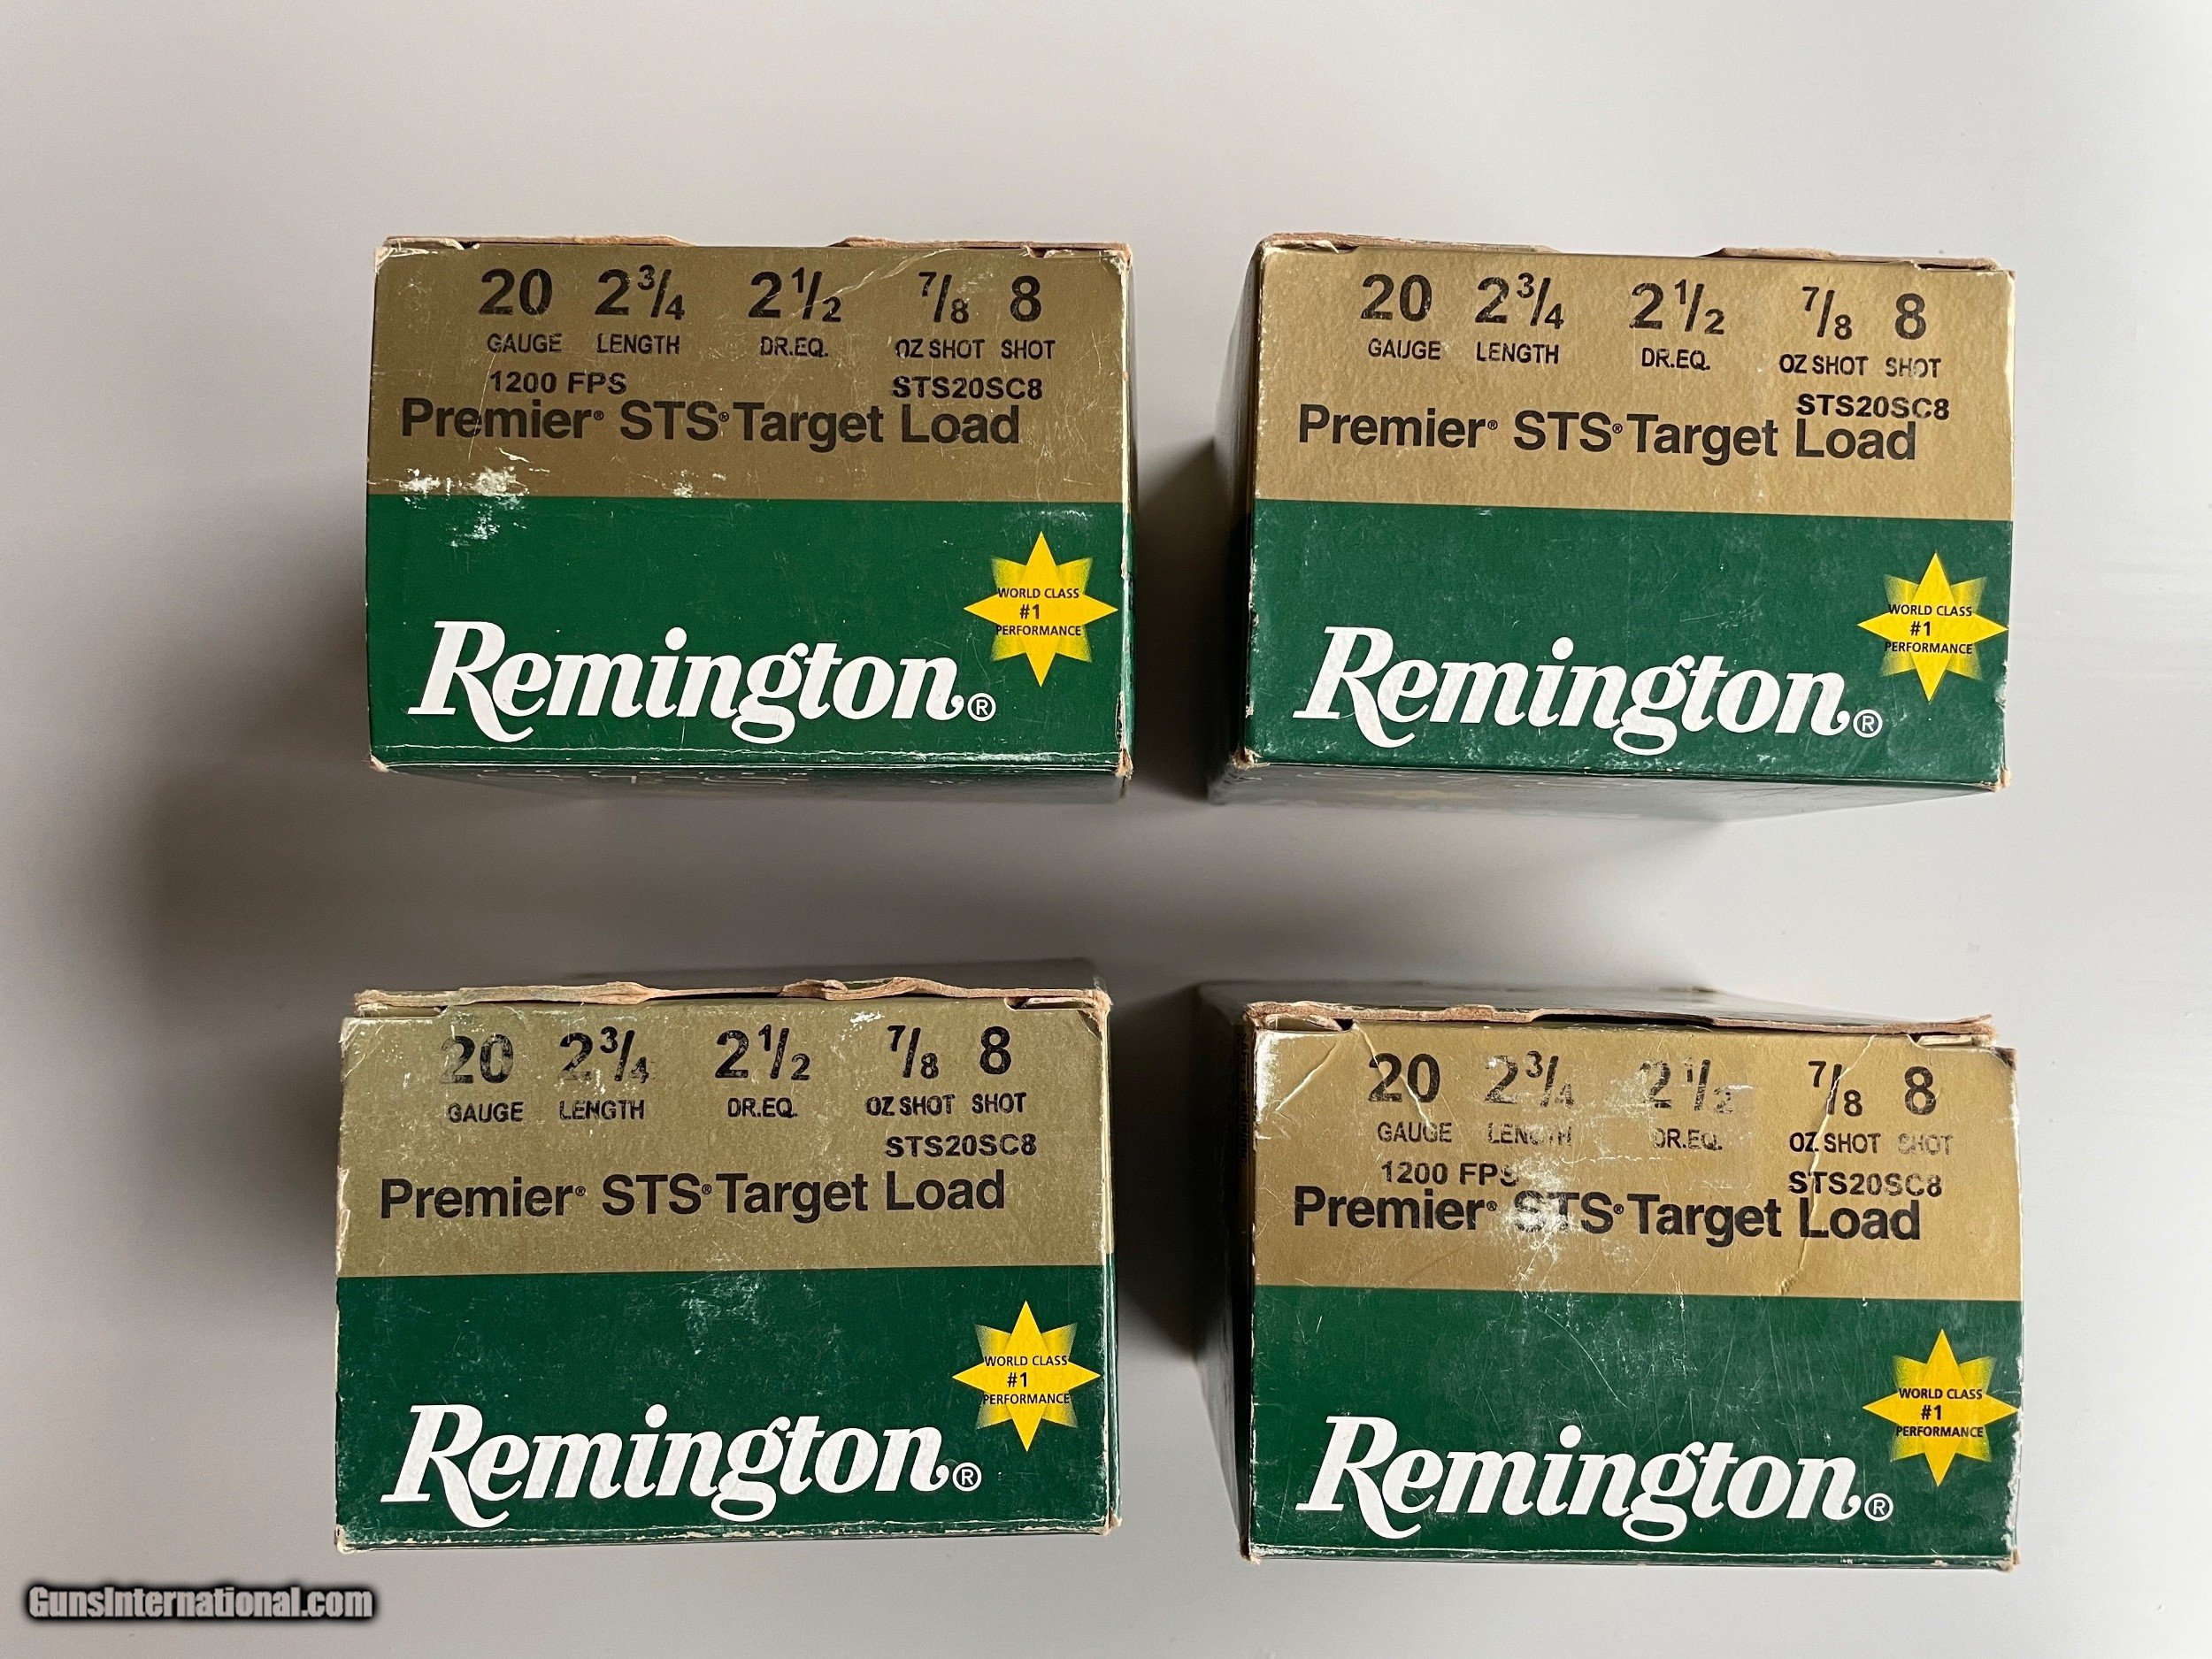 20 2 3/4 2 1/2 7/8 8
GAUGE LENGTH DR.EQ. OZ SHOT SHOT
1200 FPS STS20SC8
Premier® STS® Target Load
WORLD CLASS
#1
PERFORMANCE
Remington®
20 2 3/4 2 1/2 7/8 8
GAUGE LENGTH DR.EQ. OZ SHOT SHOT
STS20SC8
Premier® STS® Target Load
WORLD CLASS
#1
PERFORMANCE
Remington®
20 2 3/4 2 1/2 7/8 8
GAUGE LENGTH DR.EQ. OZ SHOT SHOT
STS20SC8
Premier® STS® Target Load
WORLD CLASS
#1
PERFORMANCE
Remington®
20 2 3/4 2 1/2 7/8 8
GAUGE LENGTH DR.EQ. OZ SHOT SHOT
1200 FPS STS20SC8
Premier® STS® Target Load
WORLD CLASS
#1
PERFORMANCE
Remington®
GunsInternational.com